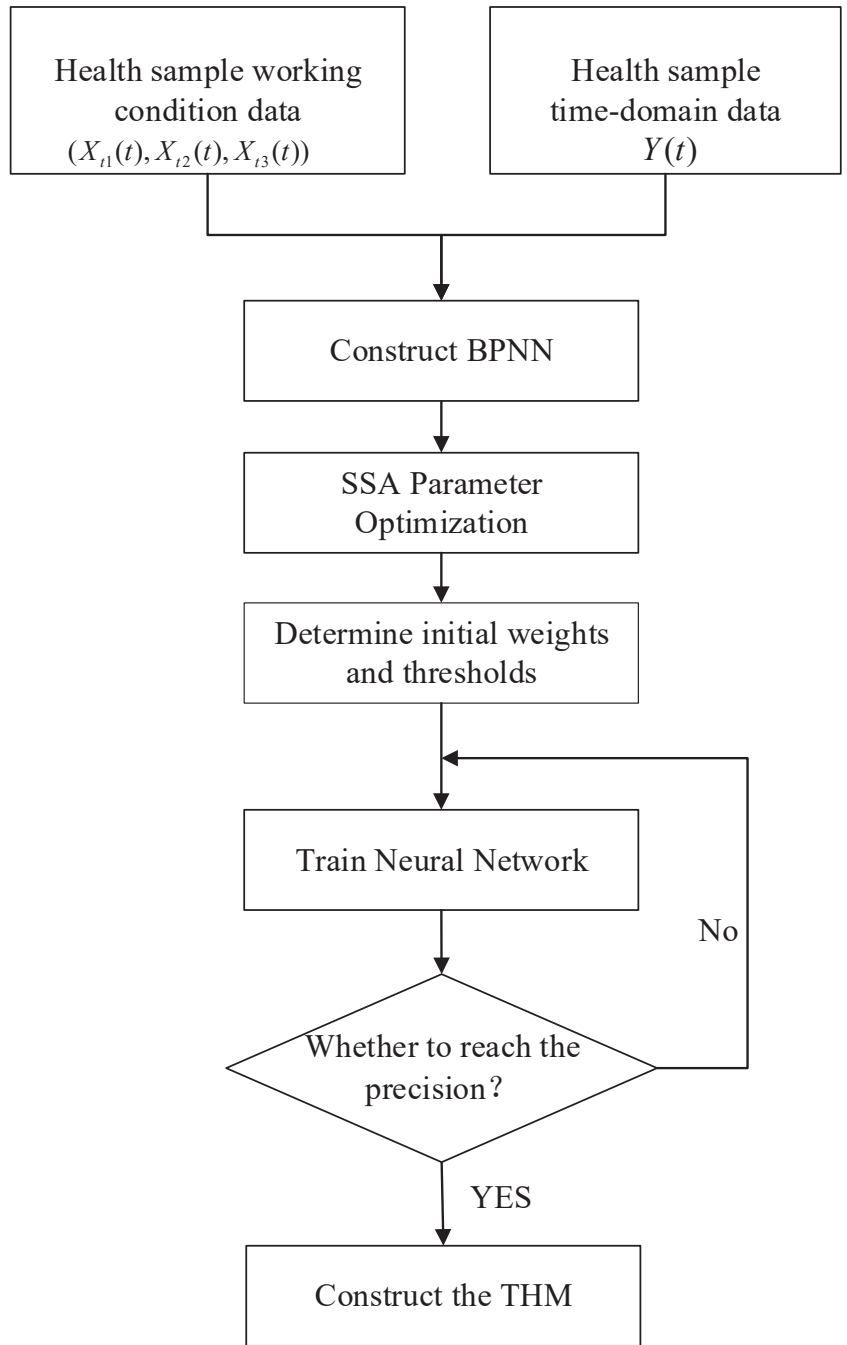 Health sample working
condition data
(X_{t1}(t), X_{t2}(t), X_{t3}(t))
Health sample
time-domain data
Y(t)
Construct BPNN
SSA Parameter
Optimization
Determine initial weights
and thresholds
Train Neural Network
No
Whether to reach the
precision？
YES
Construct the THM